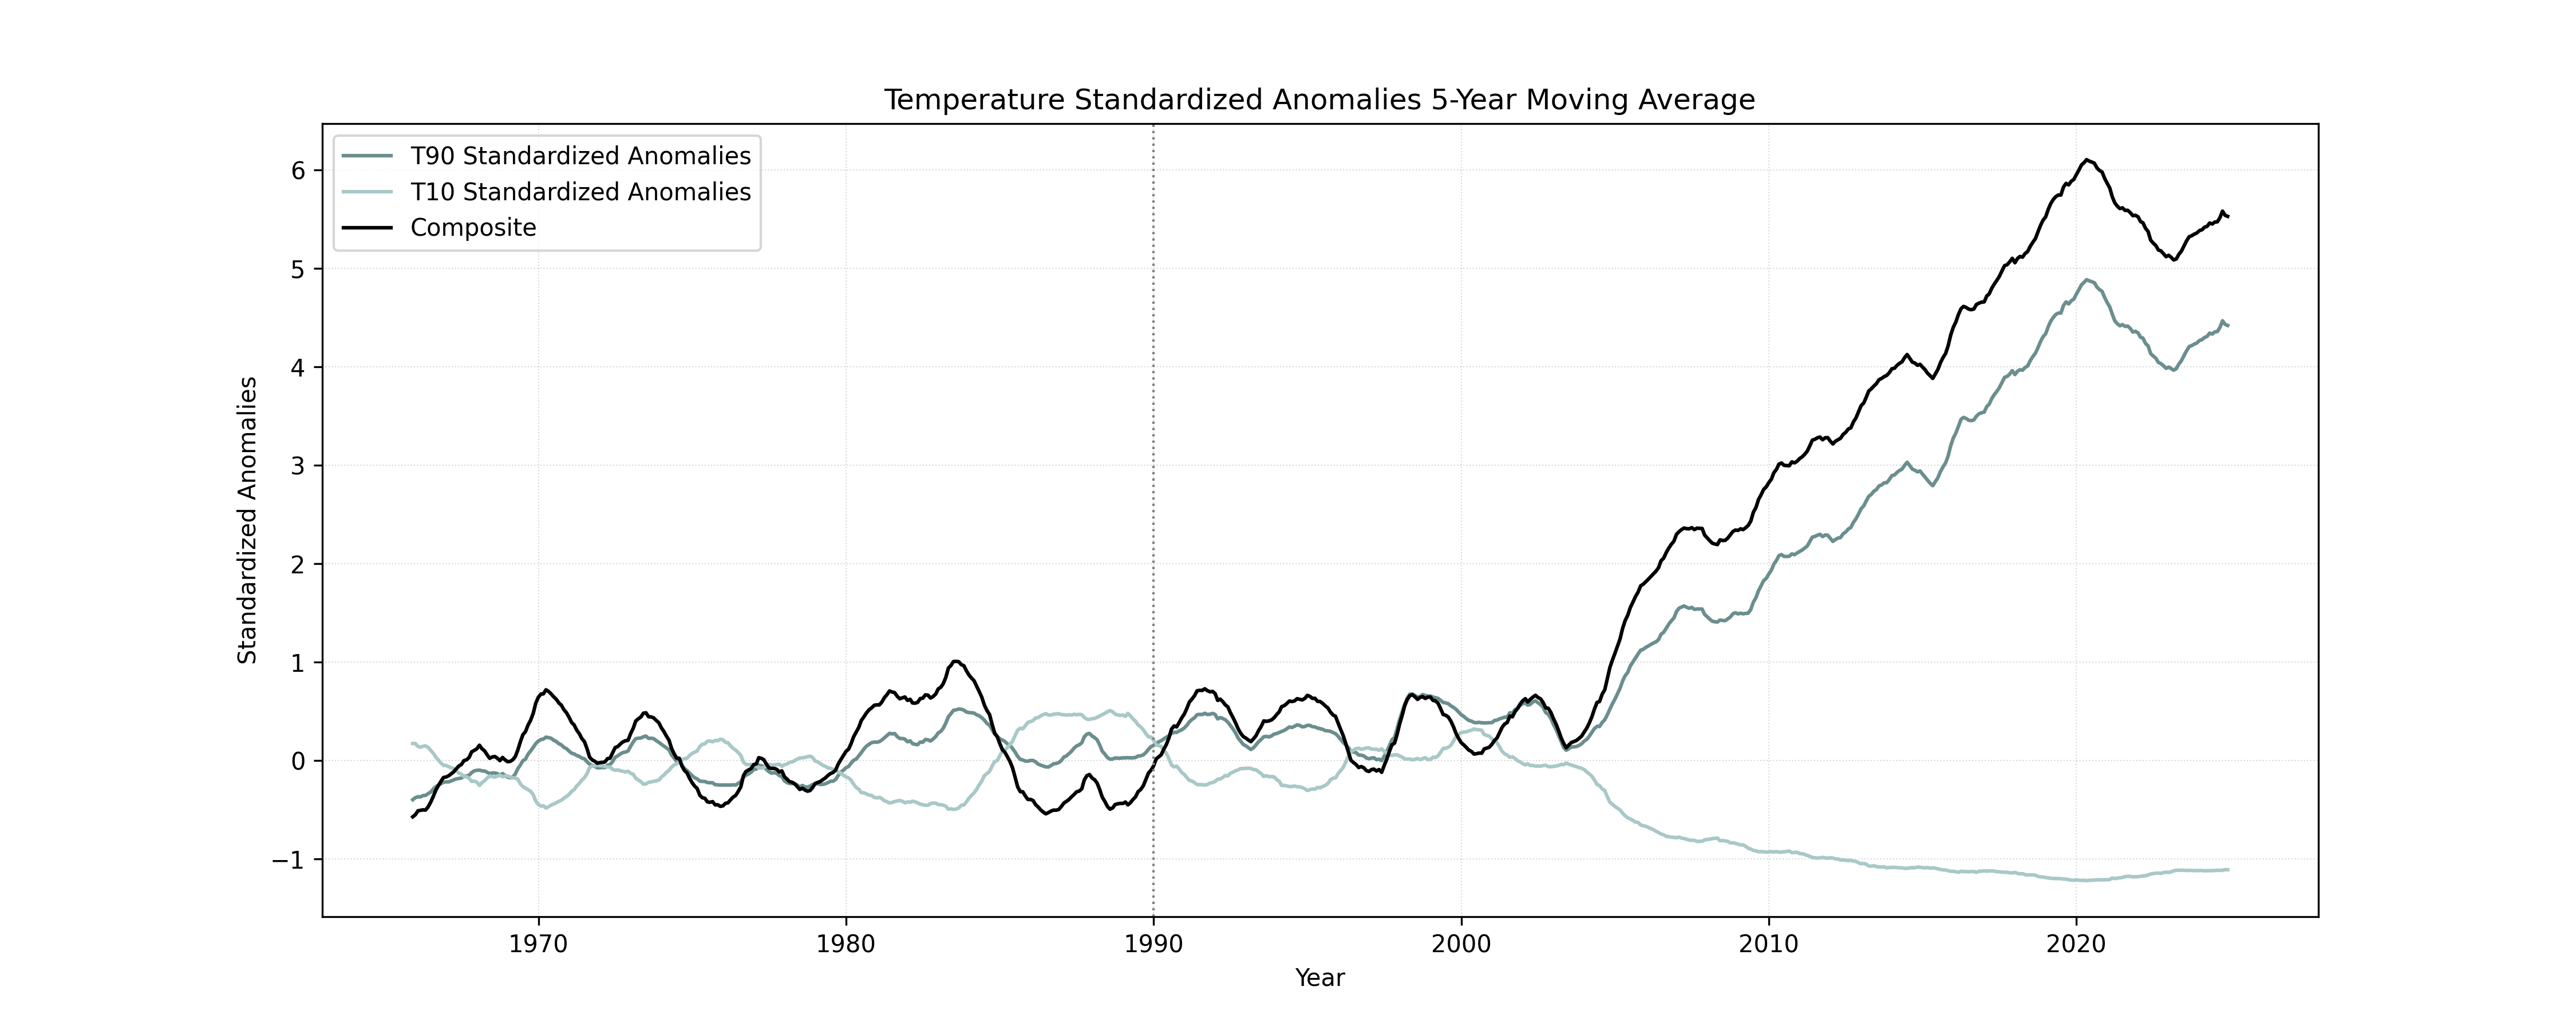 Temperature Standardized Anomalies 5-Year Moving Average
T90 Standardized Anomalies
T10 Standardized Anomalies
Composite
Standardized Anomalies
6
5
4
3
2
1
0
−1
1970 1980 1990 2000 2010 2020
Year